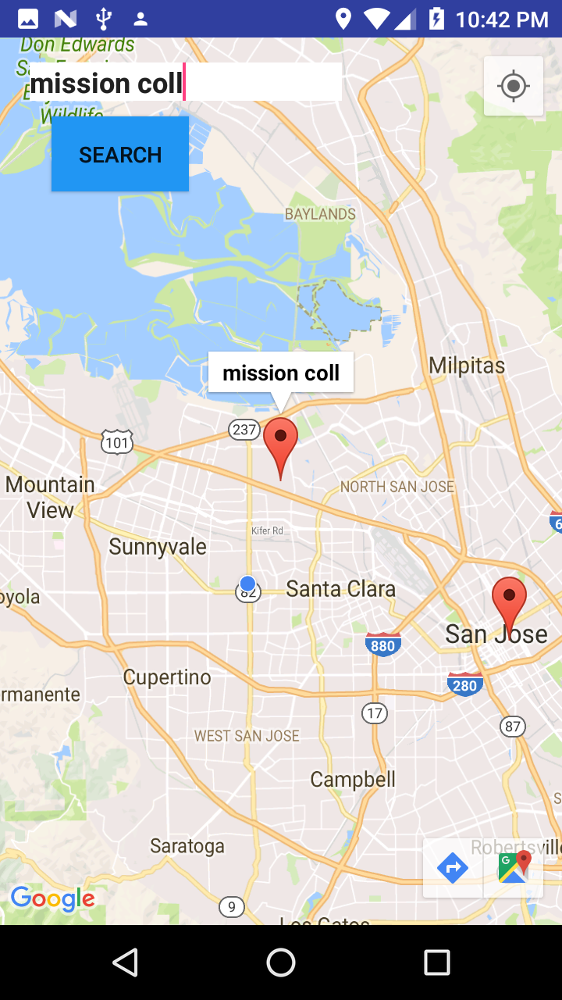 10:42 PM
Don Edwards
mission coll
Wildlife
SEARCH
BAYLANDS
mission coll
Milpitas
237
101
Mountain
View
NORTH SAN JOSE
Kifer Rd
Sunnyvale
82
Santa Clara
oyola
San Jose
880
Cupertino
280
rmanente
17
87
WEST SAN JOSE
Campbell
Saratoga
Robertsville
G
Google
9
Los Gatos